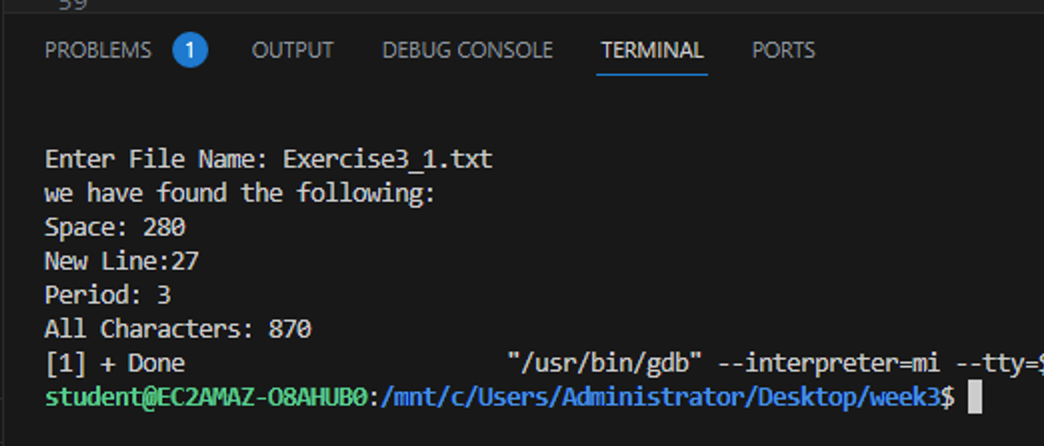 59
PROBLEMS 1 OUTPUT DEBUG CONSOLE TERMINAL PORTS
Enter File Name: Exercise3_1.txt
we have found the following:
Space: 280
New Line:27
Period: 3
All Characters: 870
[1] + Done "/usr/bin/gdb" --interpreter=mi --tty=$
student@EC2AMAZ-O8AHUB0:/mnt/c/Users/Administrator/Desktop/week3$